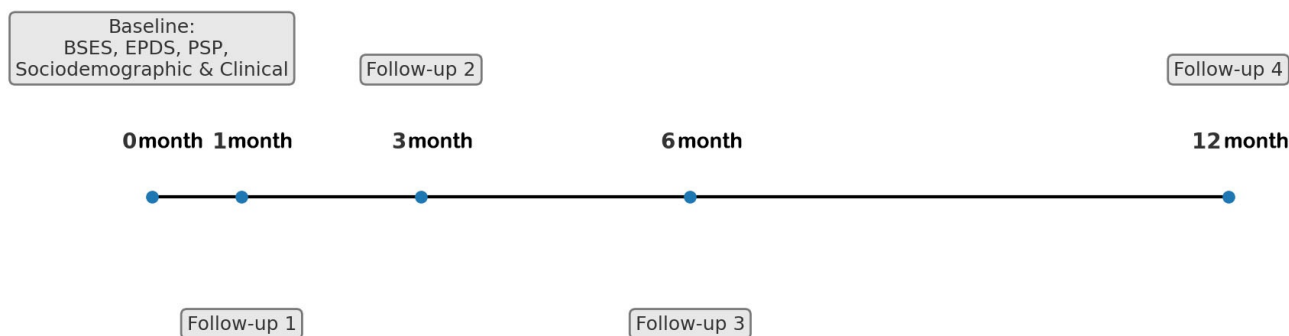 Baseline:
BSES, EPDS, PSP,
Sociodemographic & Clinical
Follow-up 2
Follow-up 4
0 month
1 month
3 month
6 month
12 month
Follow-up 1
Follow-up 3